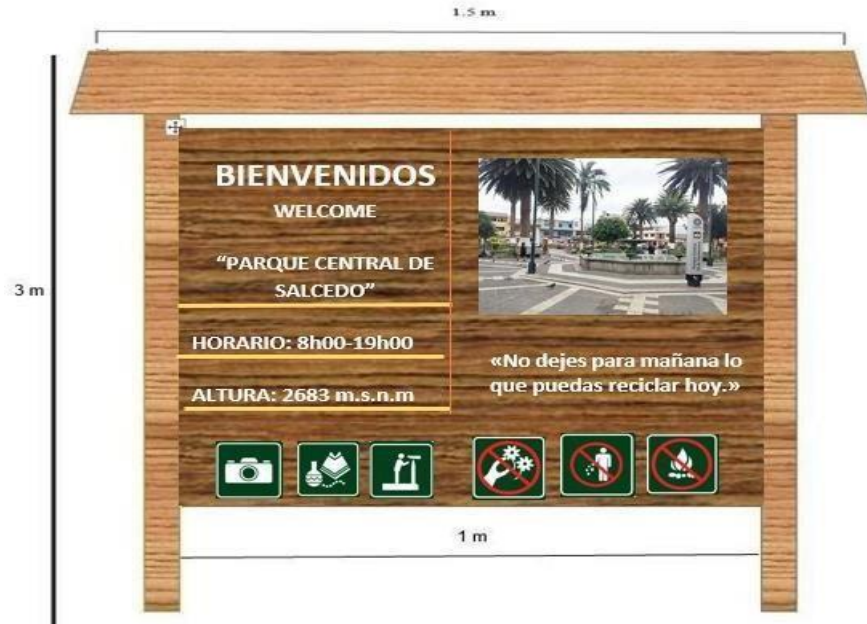 1.5 m
3 m
BIENVENIDOS
WELCOME
“PARQUE CENTRAL DE
SALCEDO”
HORARIO: 8h00-19h00
ALTURA: 2683 m.s.n.m
«No dejes para mañana lo
que puedas reciclar hoy.»
1 m